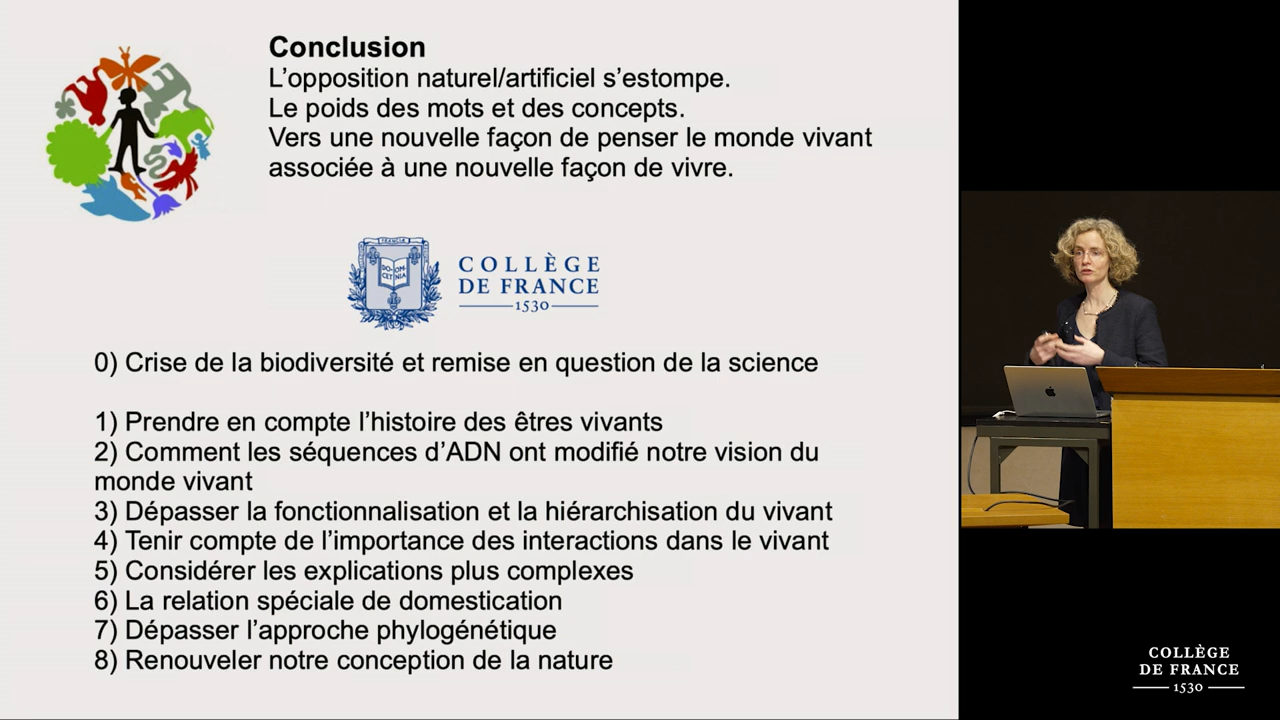 Conclusion
L’opposition naturel/artificiel s’estompe.
Le poids des mots et des concepts.
Vers une nouvelle façon de penser le monde vivant
associée à une nouvelle façon de vivre.
DO CET
OM NIA
COLLÈGE
DE FRANCE
1530
0) Crise de la biodiversité et remise en question de la science
1) Prendre en compte l’histoire des êtres vivants
2) Comment les séquences d’ADN ont modifié notre vision du
monde vivant
3) Dépasser la fonctionnalisation et la hiérarchisation du vivant
4) Tenir compte de l’importance des interactions dans le vivant
5) Considérer les explications plus complexes
6) La relation spéciale de domestication
7) Dépasser l’approche phylogénétique
8) Renouveler notre conception de la nature
COLLÈGE
DE FRANCE
1530